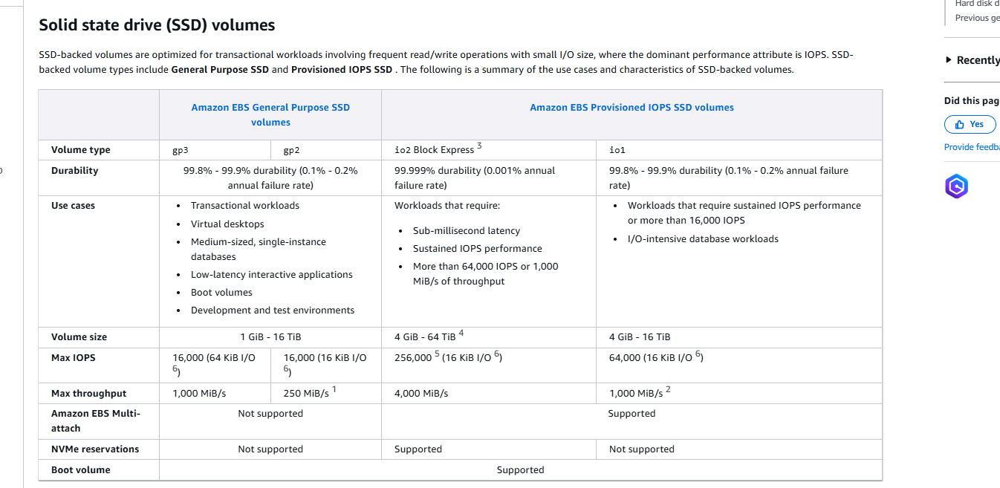 Hard disk d
Previous ge
Solid state drive (SSD) volumes
SSD-backed volumes are optimized for transactional workloads involving frequent read/write operations with small I/O size, where the dominant performance attribute is IOPS. SSD-
backed volume types include General Purpose SSD and Provisioned IOPS SSD . The following is a summary of the use cases and characteristics of SSD-backed volumes.
Recently
Did this pag
Yes
Provide feedba
Amazon EBS General Purpose SSD
volumes
Amazon EBS Provisioned IOPS SSD volumes
Volume type
gp3
gp2
io2 Block Express 3
io1
Durability
99.8% - 99.9% durability (0.1% - 0.2%
annual failure rate)
99.999% durability (0.001% annual
failure rate)
99.8% - 99.9% durability (0.1% - 0.2% annual failure
rate)
Use cases
• Transactional workloads
• Virtual desktops
• Medium-sized, single-instance
databases
• Low-latency interactive applications
• Boot volumes
• Development and test environments
Workloads that require:
• Sub-millisecond latency
• Sustained IOPS performance
• More than 64,000 IOPS or 1,000
MiB/s of throughput
• Workloads that require sustained IOPS performance
or more than 16,000 IOPS
• I/O-intensive database workloads
Volume size
1 GiB - 16 TiB
4 GiB - 64 TiB 4
4 GiB - 16 TiB
Max IOPS
16,000 (64 KiB I/O
6)
16,000 (16 KiB I/O
6)
256,000 5 (16 KiB I/O 6)
64,000 (16 KiB I/O 6)
Max throughput
1,000 MiB/s
250 MiB/s 1
4,000 MiB/s
1,000 MiB/s 2
Amazon EBS Multi-
attach
Not supported
Supported
NVMe reservations
Not supported
Supported
Not supported
Boot volume
Supported